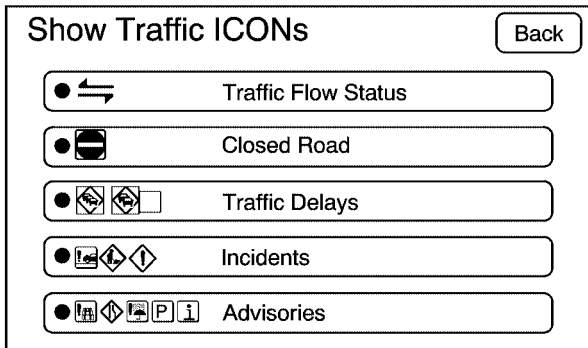 Show Traffic ICONs
Back
Traffic Flow Status
Closed Road
Traffic Delays
! ! Incidents
! ! P i Advisories